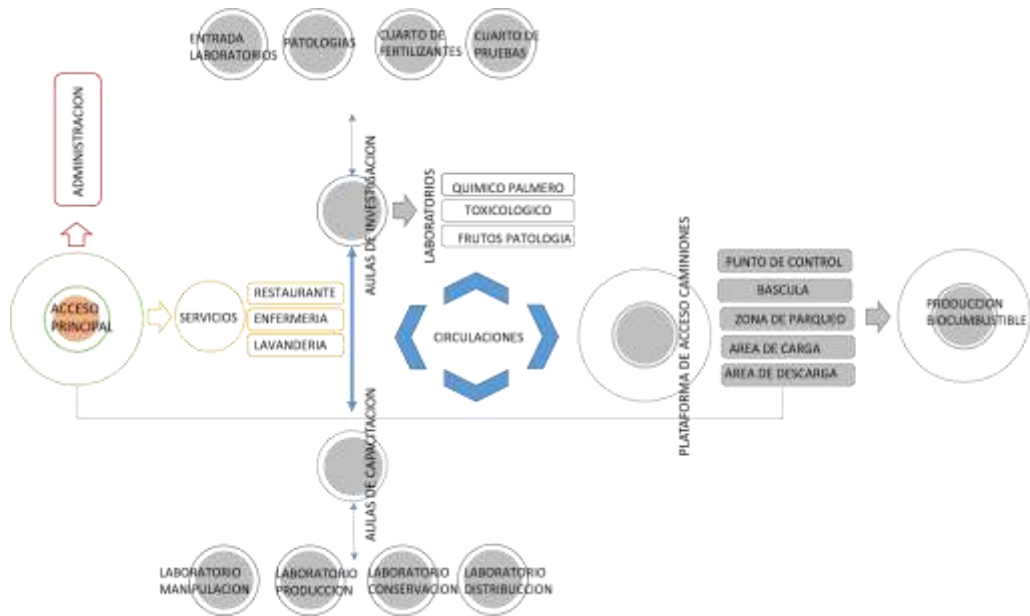 ENTRADA
LABORATORIOS
PATOLOGIAS
CUARTO DE
FERTILIZANTES
CUARTO DE
PRUEBAS
ADMINISTRACION
AULAS DE INVESTIGACION
LABORATORIOS
QUIMICO PALMERO
TOXICOLOGICO
FRUTOS PATOLOGIA
ACCESO
PRINCIPAL
SERVICIOS
RESTAURANTE
ENFERMERIA
LAVANDERIA
CIRCULACIONES
PLATAFORMA DE ACCESO CAMINIONES
PUNTO DE CONTROL
BASCULA
ZONA DE PARQUEO
AREA DE CARGA
AREA DE DESCARGA
PRODUCCION
BIOCUMBUSTIBLE
AULAS DE CAPACITACION
LABORATORIO
MANIPULACION
LABORATORIO
PRODUCCION
LABORATORIO
CONSERVACION
LABORATORIO
DISTRIBUCCION